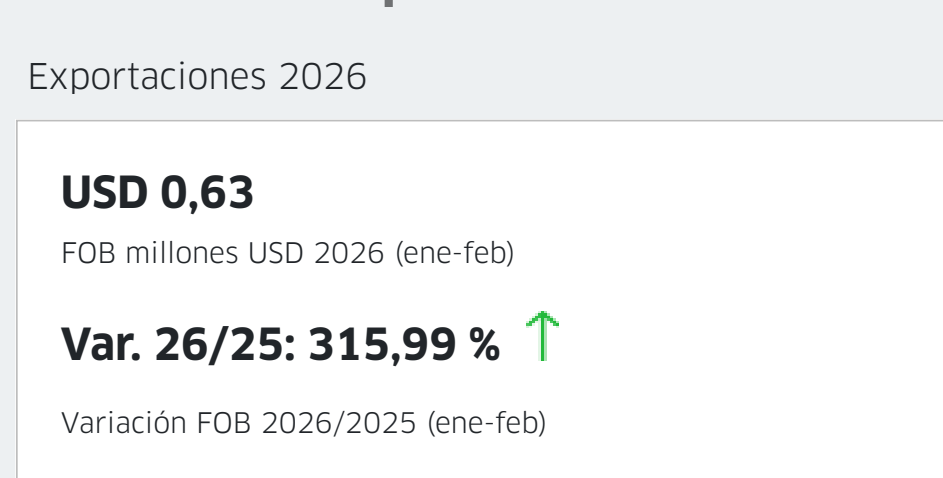 Exportaciones 2026
USD 0,63
FOB millones USD 2026 (ene-feb)
Var. 26/25: 315,99 %
Variación FOB 2026/2025 (ene-feb)